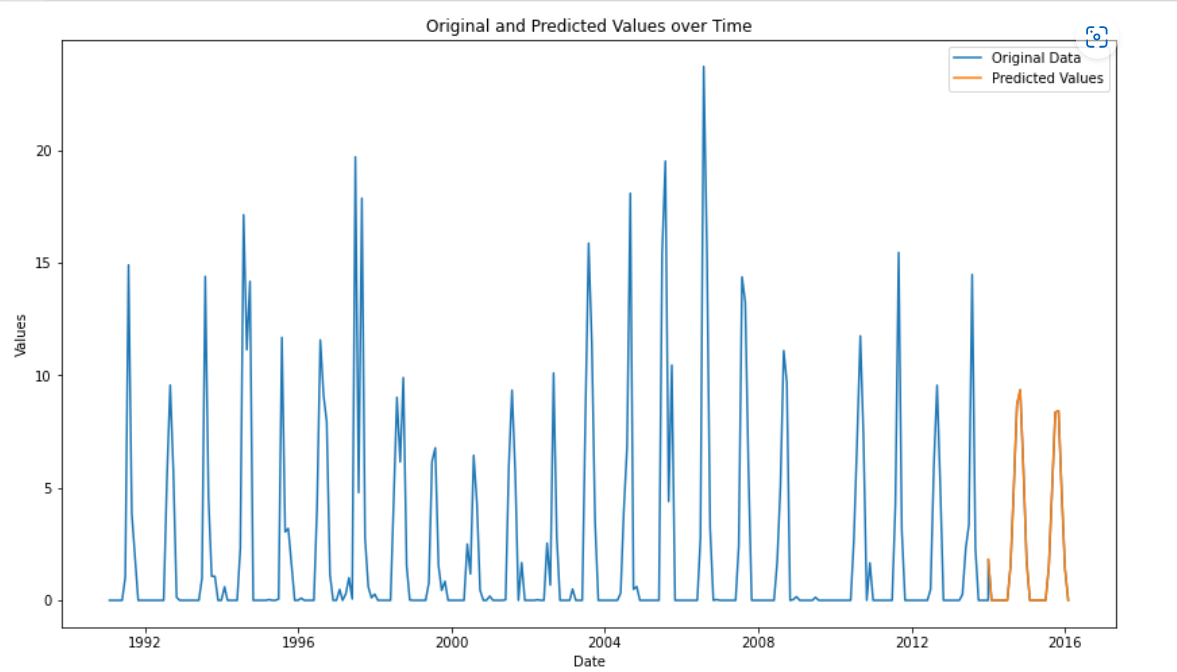 Original and Predicted Values over Time
Original Data
Predicted Values
Values
20
15
10
5
0
1992 1996 2000 2004 2008 2012 2016
Date